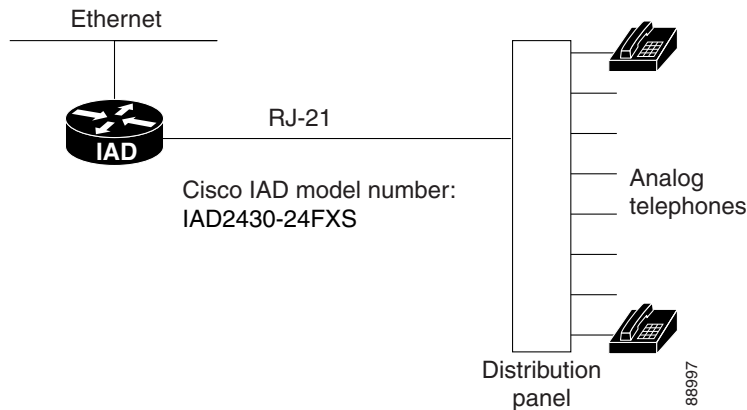 Ethernet
IAD
RJ-21
Cisco IAD model number:
IAD2430-24FXS
Analog
telephones
Distribution
panel
88997